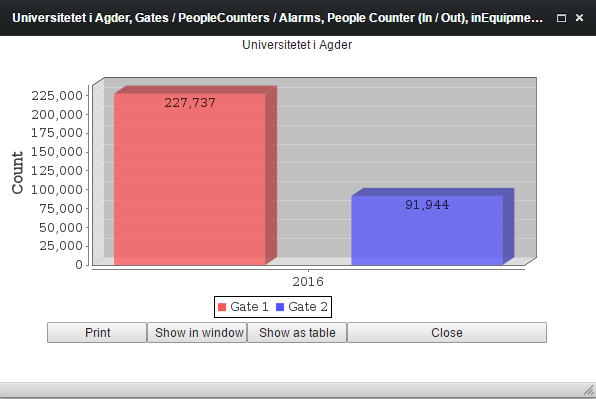 Universitetet i Agder, Gates / PeopleCounters / Alarms, People Counter (In / Out), inEquipme...
Universitetet i Agder
Count
225,000
200,000
175,000
150,000
125,000
100,000
75,000
50,000
25,000
0
227,737
91,944
2016
Gate 1 Gate 2
Print Show in window Show as table Close